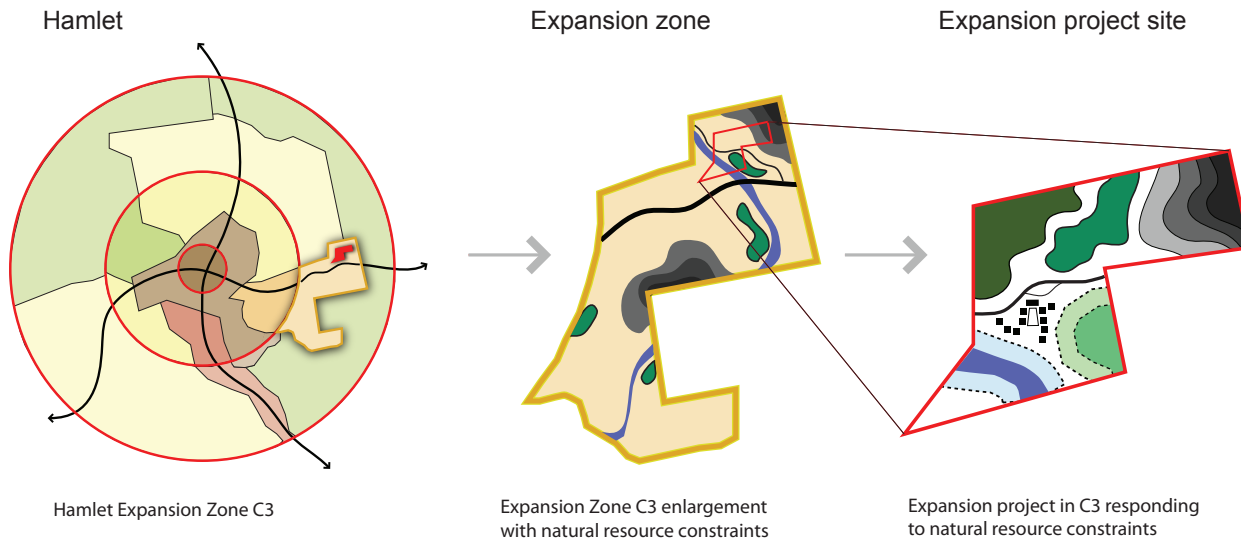 Hamlet
Expansion zone
Expansion project site
Hamlet Expansion Zone C3
Expansion Zone C3 enlargement
with natural resource constraints
Expansion project in C3 responding
to natural resource constraints